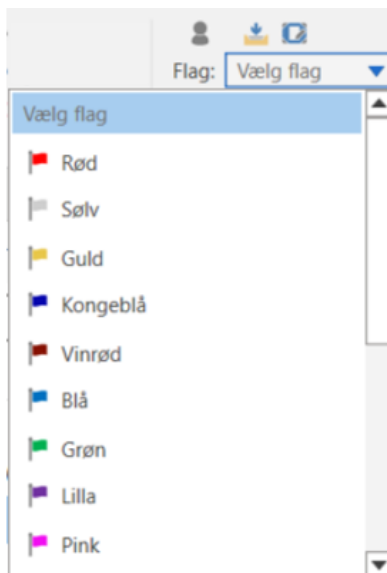 Flag: Vælg flag
Vælg flag
Rød
Sølv
Guld
Kongeblå
Vinrød
Blå
Grøn
Lilla
Pink